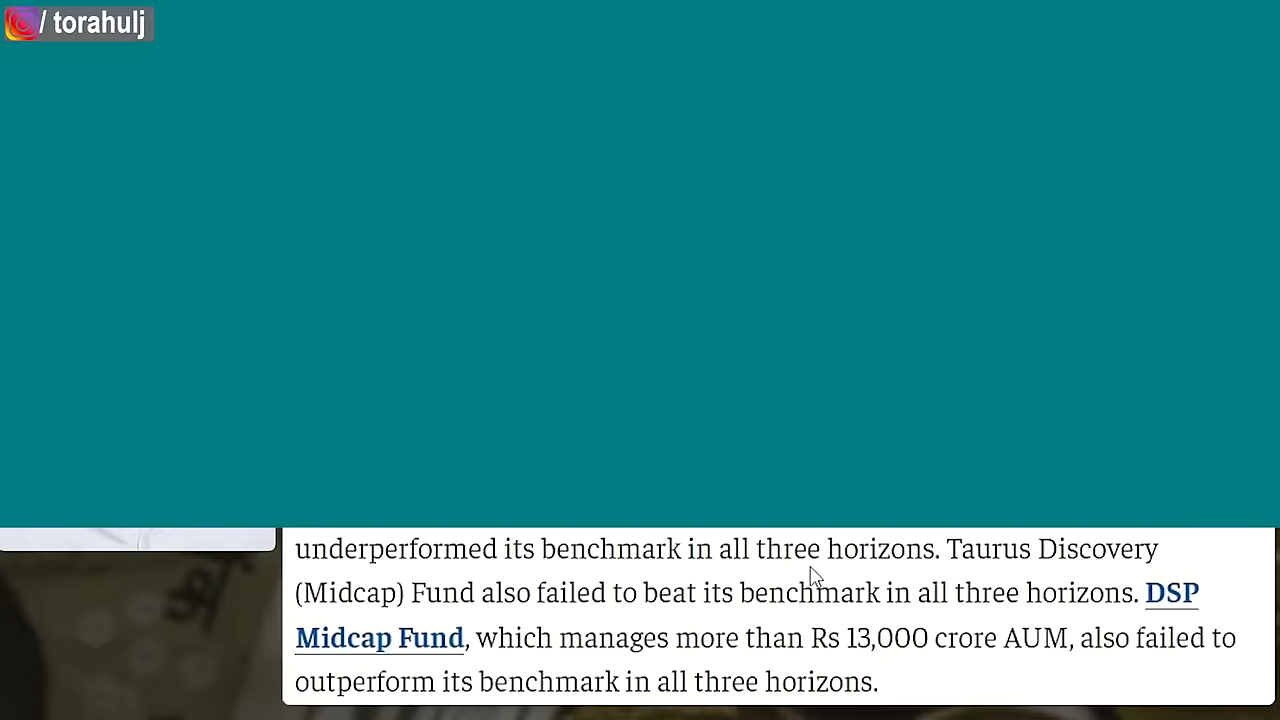 / torahulj
underperformed its benchmark in all three horizons. Taurus Discovery
(Midcap) Fund also failed to beat its benchmark in all three horizons. DSP
Midcap Fund, which manages more than Rs 13,000 crore AUM, also failed to
outperform its benchmark in all three horizons.